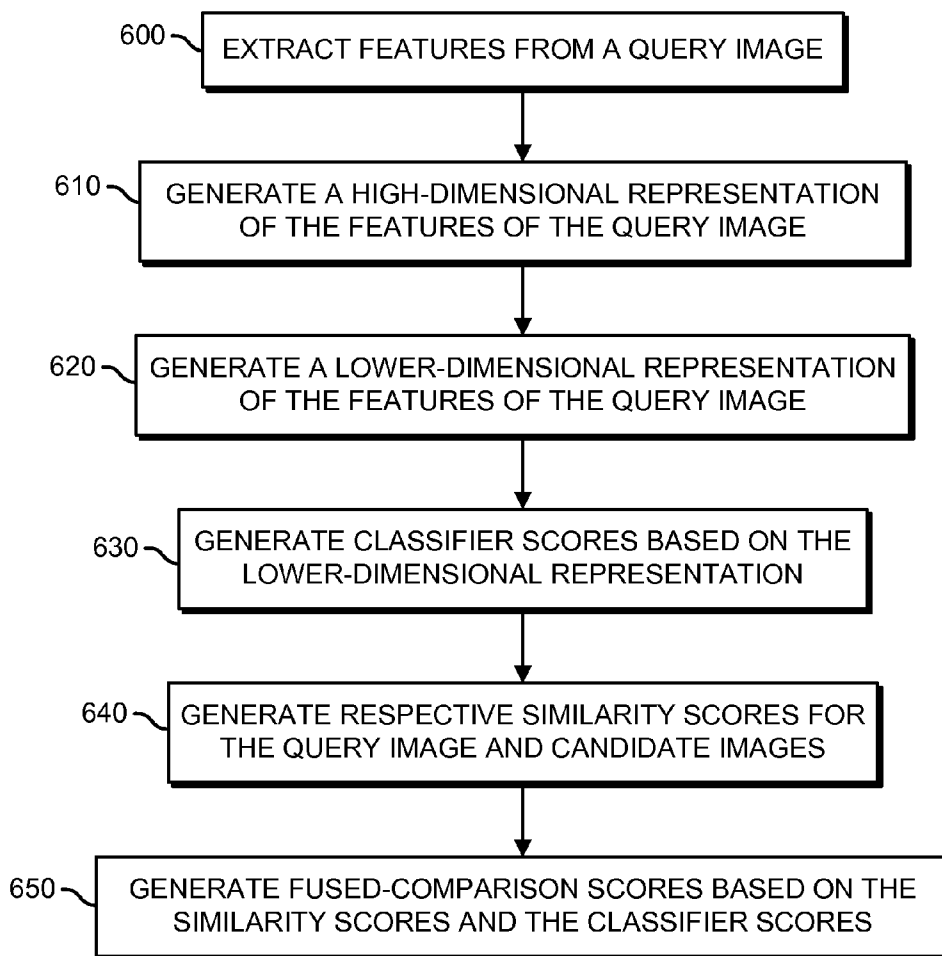 600
EXTRACT FEATURES FROM A QUERY IMAGE
610
GENERATE A HIGH-DIMENSIONAL REPRESENTATION
OF THE FEATURES OF THE QUERY IMAGE
620
GENERATE A LOWER-DIMENSIONAL REPRESENTATION
OF THE FEATURES OF THE QUERY IMAGE
630
GENERATE CLASSIFIER SCORES BASED ON THE
LOWER-DIMENSIONAL REPRESENTATION
640
GENERATE RESPECTIVE SIMILARITY SCORES FOR
THE QUERY IMAGE AND CANDIDATE IMAGES
650
GENERATE FUSED-COMPARISON SCORES BASED ON THE
SIMILARITY SCORES AND THE CLASSIFIER SCORES